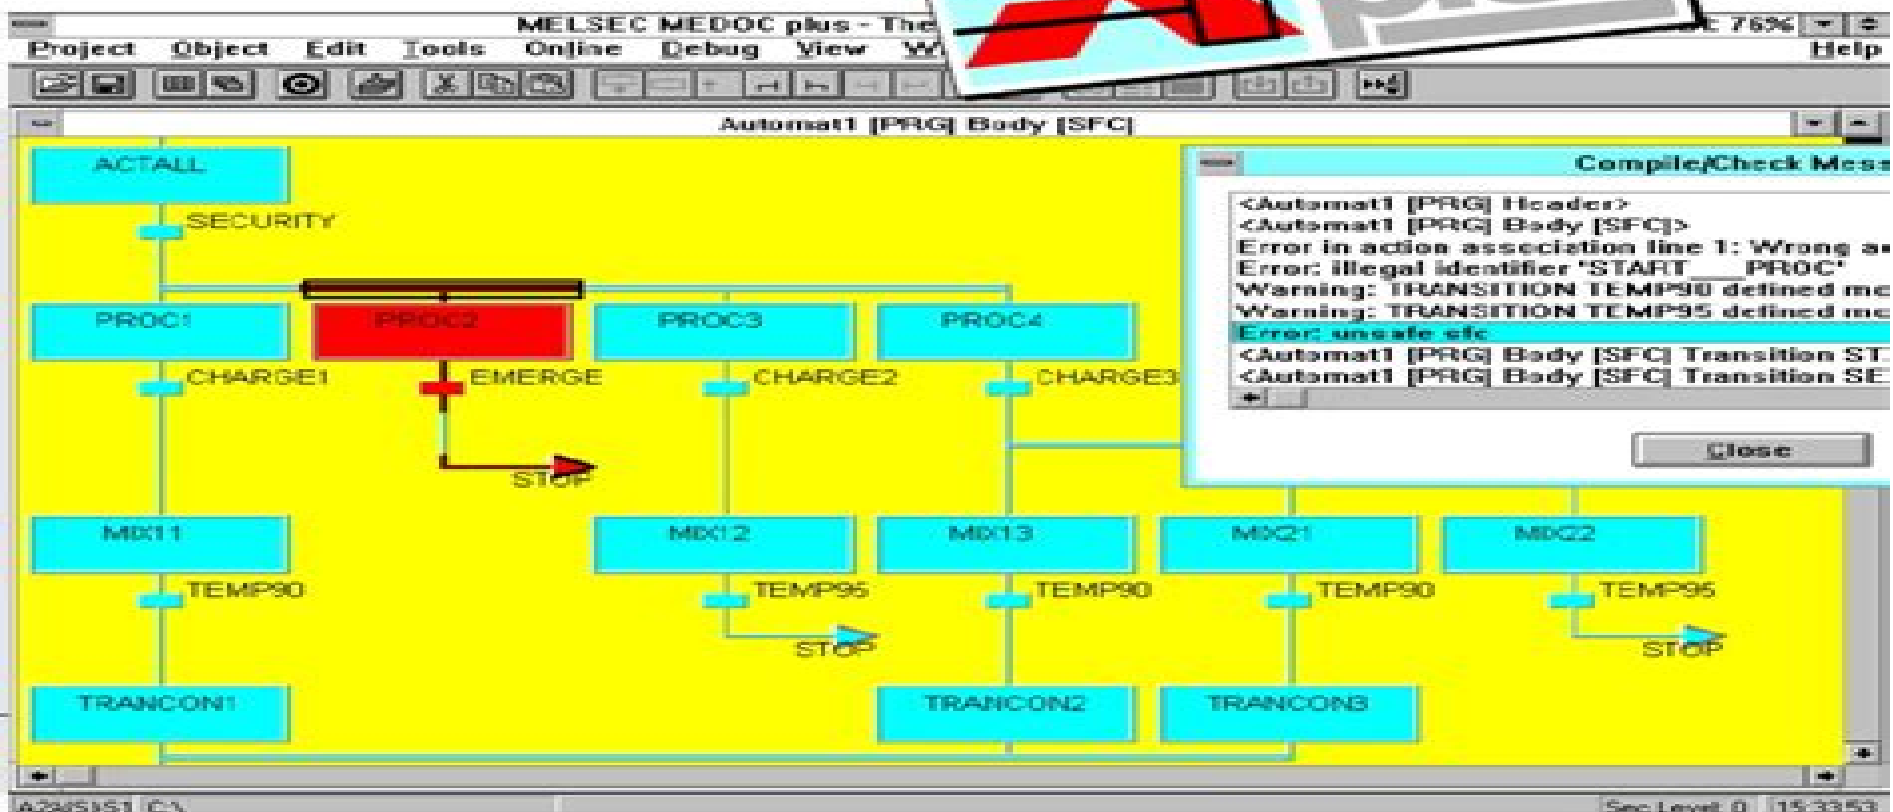 MELSEC MEDOC plus - The
76%
Project Object Edit Tools Online Debug View W
Help
Automat1 [PRG] Body [SFC]
ACTALL
SECURITY
PROC1 PROC2 PROC3 PROC4
CHARGE1 EMERGE CHARGE2 CHARGE3
STOP
MIX11 MIX12 MIX13 MIX21 MIX22
TEMP90 TEMP95 TEMP90 TEMP90 TEMP95
STOP STOP
TRANCON1 TRANCON2 TRANCON3
Compile/Check Mess
<Automat1 [PRG] Header>
<Automat1 [PRG] Body [SFC]>
Error in action association line 1: Wrong
Error: illegal identifier 'START___PROC'
Warning: TRANSITION TEMP90 defined
Warning: TRANSITION TEMP95 defined
Error: unsafe sfc
<Automat1 [PRG] Body [SFC] Transition ST
<Automat1 [PRG] Body [SFC] Transition SE
Close
C:\
Sec Level: 0 15:33:53